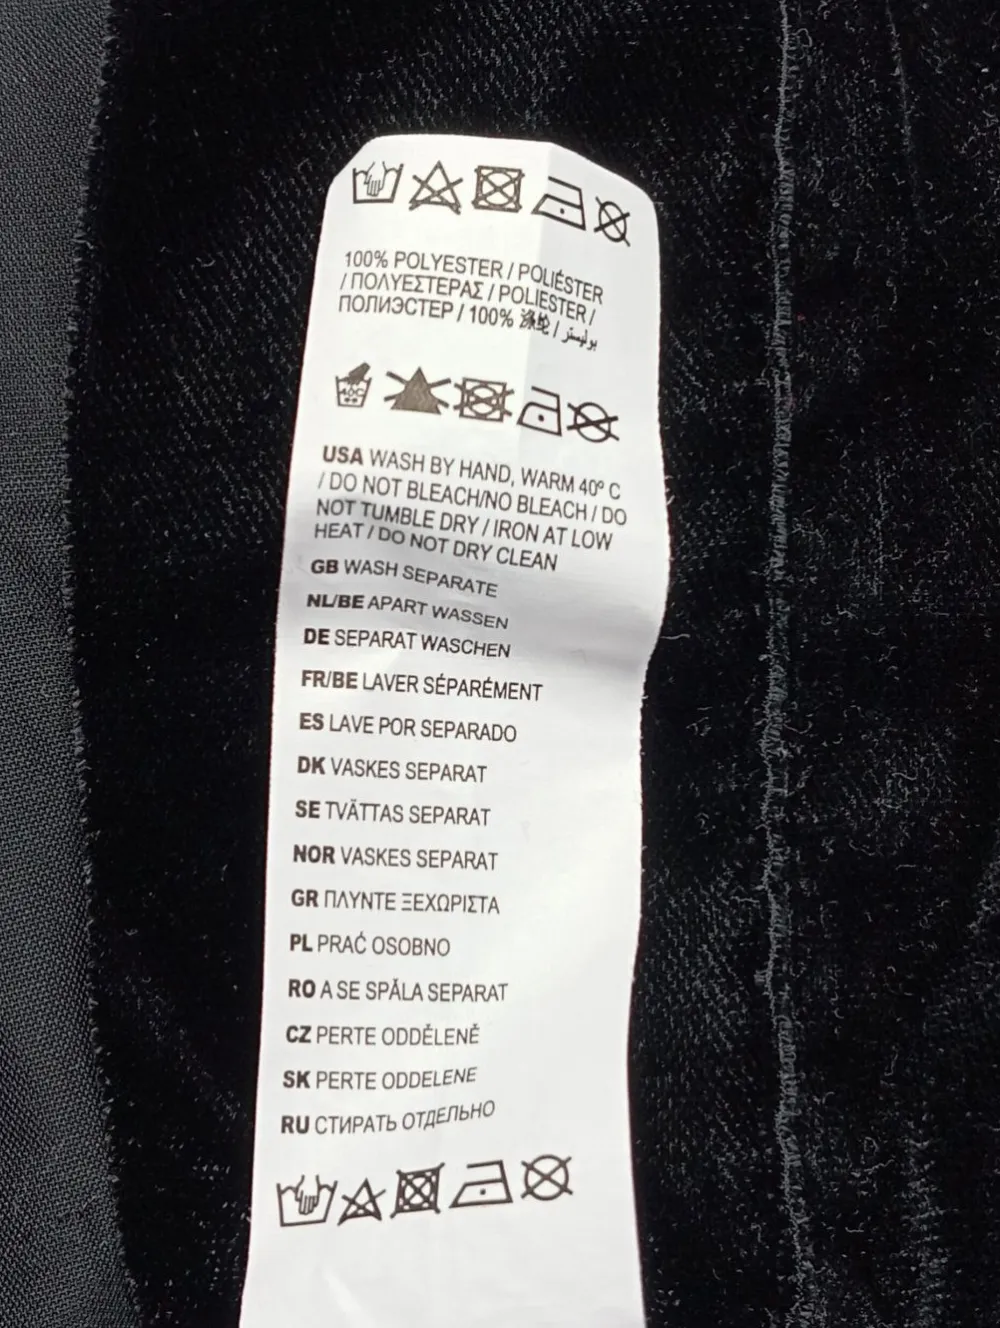 100% POLYESTER / POLIÉSTER
/ ΠΟΛΥΕΣΤΕΡΑΣ / POLIESTER /
ПОЛИЭСТЕР / 100% 涤纶 / بوليستر
40C
USA WASH BY HAND, WARM 40º C
/ DO NOT BLEACH/NO BLEACH / DO
NOT TUMBLE DRY / IRON AT LOW
HEAT / DO NOT DRY CLEAN
GB WASH SEPARATE
NL/BE APART WASSEN
DE SEPARAT WASCHEN
FR/BE LAVER SÉPARÉMENT
ES LAVE POR SEPARADO
DK VASKES SEPARAT
SE TVÄTTAS SEPARAT
NOR VASKES SEPARAT
GR ΠΛΥΝΤΕ ΞΕΧΩΡΙΣΤΑ
PL PRAĆ OSOBNO
RO A SE SPĂLA SEPARAT
CZ PERTE ODDĚLENĚ
SK PERTE ODDELENE
RU СТИРАТЬ ОТДЕЛЬНО